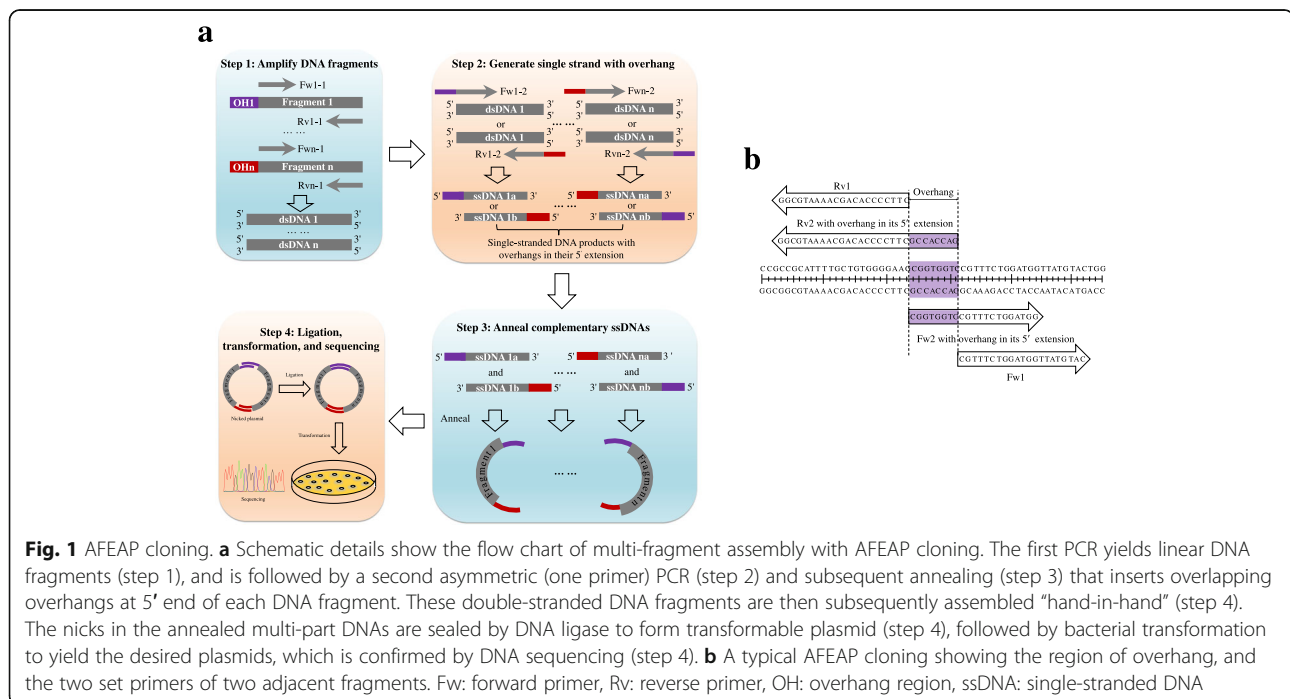 a
Step 1: Amplify DNA fragments
Fw1-1
OH1 Fragment 1
Rv1-1
... ...
Fwn-1
OHn Fragment n
Rvn-1
5' dsDNA 1 3'
3' 5'
... ...
5' dsDNA n 3'
3' 5'
Step 2: Generate single strand with overhang
Fw1-2 Fwn-2
5' dsDNA 1 3' 5' dsDNA n 3'
3' 5' 3' 5'
or ... ... or
5' dsDNA 1 3' 5' dsDNA n 3'
3' 5' 3' 5'
Rv1-2 Rvn-2
5' ssDNA 1a 3' 5' ssDNA na 3'
or ... ... or
3' ssDNA 1b 5' 3' ssDNA nb 5'
Single-stranded DNA products with
overhangs in their 5' extension
Step 3: Anneal complementary ssDNAs
5' ssDNA 1a 3' 5' ssDNA na 3'
and ... ... and
3' ssDNA 1b 5' 3' ssDNA nb 5'
Anneal
Fragment 1 ... ... Fragment n
Step 4: Ligation,
transformation, and sequencing
Ligation
Nicked plasmid
Transformation
Sequencing
b
Rv1 Overhang
GGCGTAAAACGACACCCCTTC
Rv2 with overhang in its 5' extension
GGCGTAAAACGACACCCCTTCGCCACCAG
CCGCCGCATTTTGCTGTGGGGAAGCGGTGGTCCGTTTCTGGATGGTTATGTACTGG
GGCGGCGTAAAACGACACCCCTTCGCCACCAGGCAAAGACCTACCAATACATGACC
CGGTGGTCCGTTTCTGGATGG
Fw2 with overhang in its 5' extension
CGTTTCTGGATGGTTATGTAC
Fw1
Fig. 1 AFEAP cloning. a Schematic details show the flow chart of multi-fragment assembly with AFEAP cloning. The first PCR yields linear DNA
fragments (step 1), and is followed by a second asymmetric (one primer) PCR (step 2) and subsequent annealing (step 3) that inserts overlapping
overhangs at 5′ end of each DNA fragment. These double-stranded DNA fragments are then subsequently assembled “hand-in-hand” (step 4).
The nicks in the annealed multi-part DNAs are sealed by DNA ligase to form transformable plasmid (step 4), followed by bacterial transformation
to yield the desired plasmids, which is confirmed by DNA sequencing (step 4). b A typical AFEAP cloning showing the region of overhang, and
the two set primers of two adjacent fragments. Fw: forward primer, Rv: reverse primer, OH: overhang region, ssDNA: single-stranded DNA